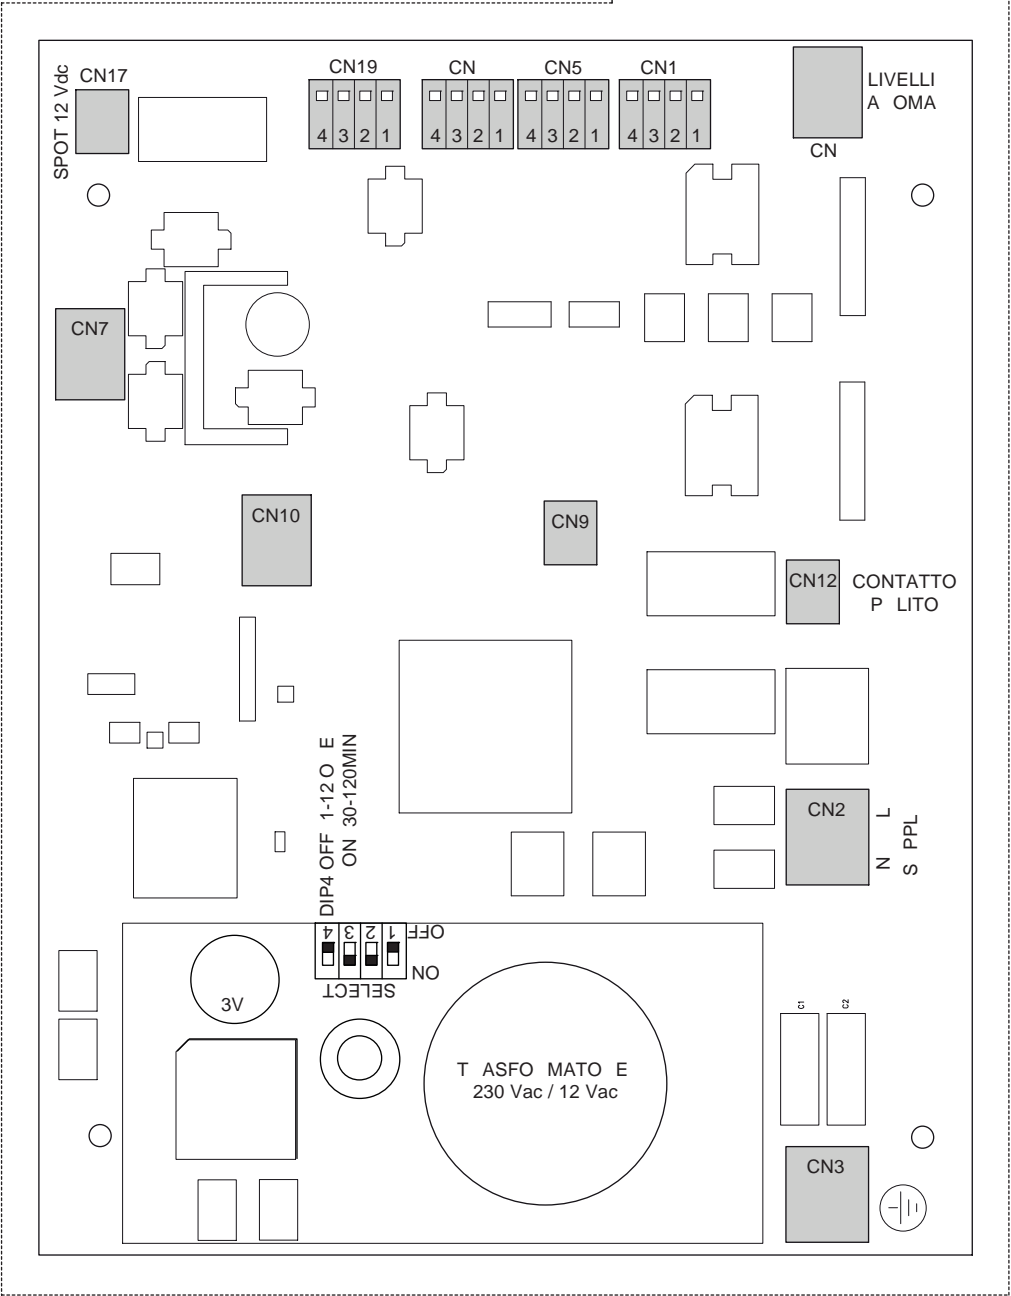 SPOT 12 Vdc
CN17
CN19
CN
CN5
CN1
4 3 2 1
4 3 2 1
4 3 2 1
4 3 2 1
LIVELLI
A OMA
CN
CN7
CN10
CN9
CN12
CONTATTO
P LITO
DIP4 OFF 1-12 O E
ON 30-120MIN
CN2
N L
S PPL
4 3 2 1
OFF
ON
SELECT
3V
T ASFO MATO E
230 Vac / 12 Vac
C1
C2
CN3